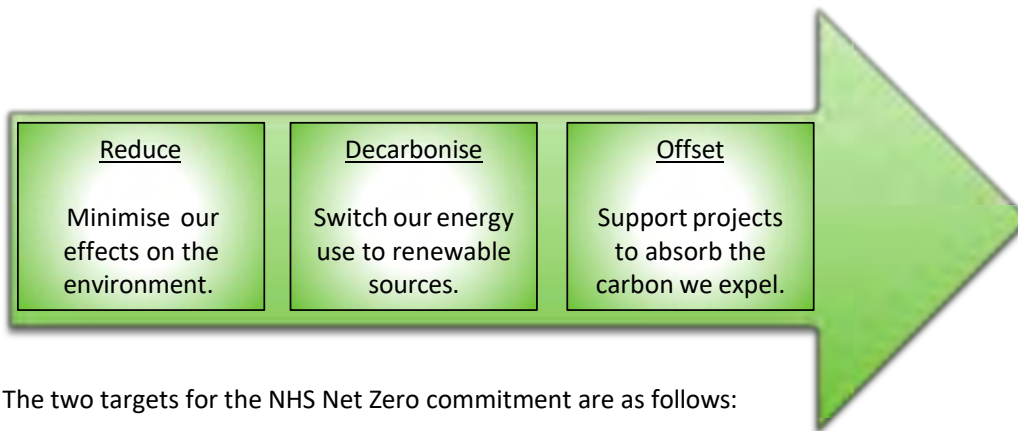 Reduce
Minimise our
effects on the
environment.
Decarbonise
Switch our energy
use to renewable
sources.
Offset
Support projects
to absorb the
carbon we expel.
The two targets for the NHS Net Zero commitment are as follows: